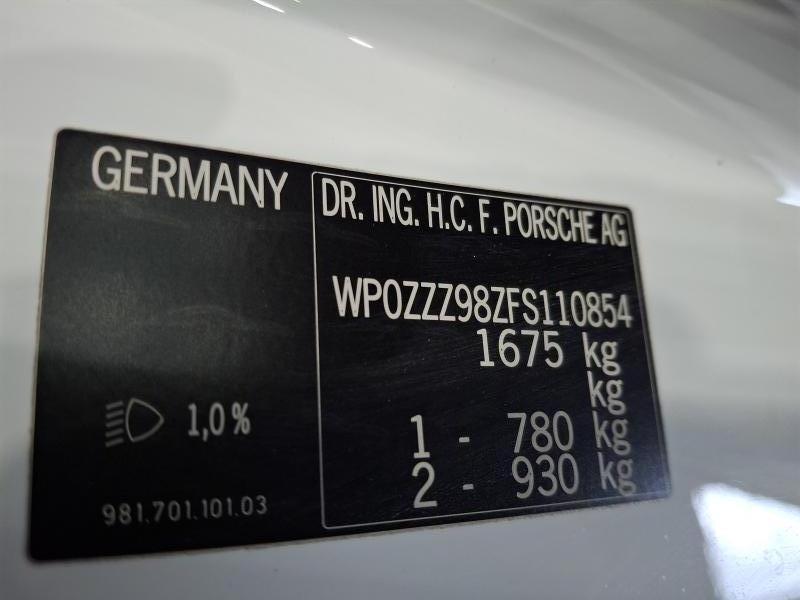 GERMANY
DR. ING. H.C. F. PORSCHE AG
WP0ZZZ98ZFS110854
1675 kg
kg
1 - 780 kg
2 - 930 kg
1,0 %
981.701.101.03